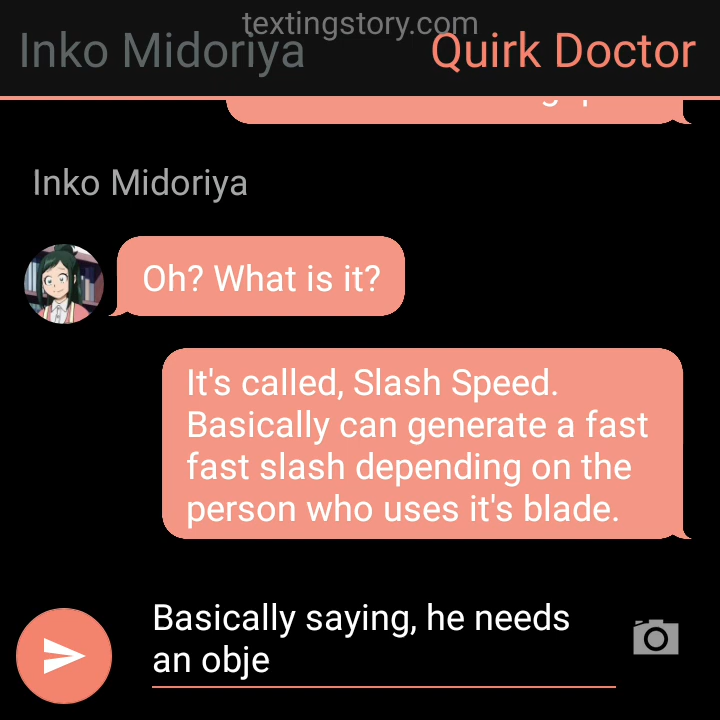 textingstory.com
Inko Midoriya
Quirk Doctor
Inko Midoriya
Oh? What is it?
It's called, Slash Speed.
Basically can generate a fast
fast slash depending on the
person who uses it's blade.
Basically saying, he needs
an obje